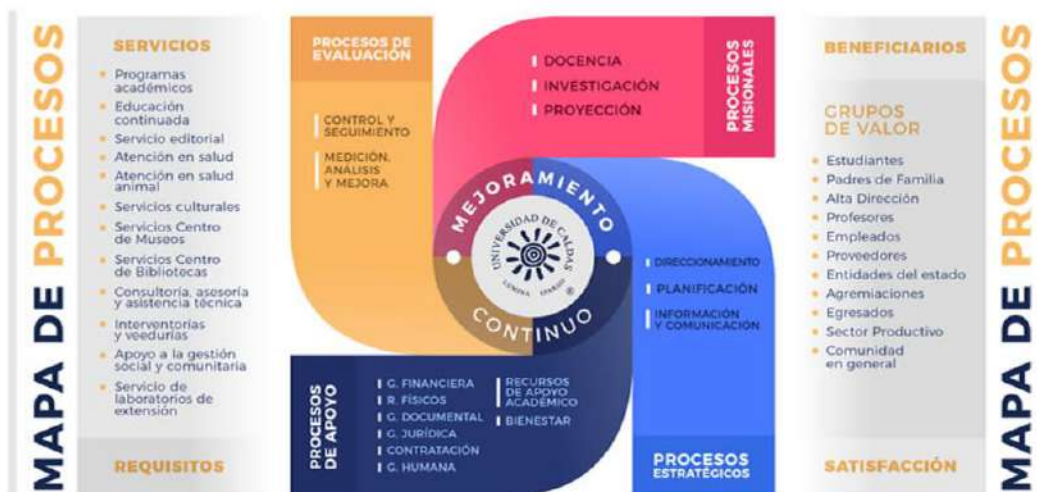 MAPA DE PROCESOS
SERVICIOS
Programas
académicos
Educación
continuada
Servicio editorial
Atención en salud
Atención en salud
animal
Servicios culturales
Servicios Centro
de Museos
Servicios Centro
de Bibliotecas
Consultoría, asesoría
y asistencia técnica
Interventorías
y veedurías
Apoyo a la gestión
social y comunitaria
Servicio de
laboratorios de
extensión
REQUISITOS
PROCESOS DE
EVALUACIÓN
CONTROL Y
SEGUIMIENTO
MEDICIÓN,
ANÁLISIS
Y MEJORA
DOCENCIA
INVESTIGACIÓN
PROYECCIÓN
PROCESOS
MISIONALES
MEJORAMIENTO
CONTINUO
UNIVERSIDAD DE CALDAS
LUMINA SPARGO
®
DIRECCIONAMIENTO
PLANIFICACIÓN
INFORMACIÓN
Y COMUNICACIÓN
PROCESOS
ESTRATÉGICOS
PROCESOS
DE APOYO
G. FINANCIERA
R. FÍSICOS
G. DOCUMENTAL
G. JURÍDICA
CONTRATACIÓN
G. HUMANA
RECURSOS
DE APOYO
ACADÉMICO
BIENESTAR
BENEFICIARIOS
GRUPOS
DE VALOR
Estudiantes
Padres de Familia
Alta Dirección
Profesores
Empleados
Proveedores
Entidades del estado
Agremiaciones
Egresados
Sector Productivo
Comunidad
en general
SATISFACCIÓN
MAPA DE PROCESOS